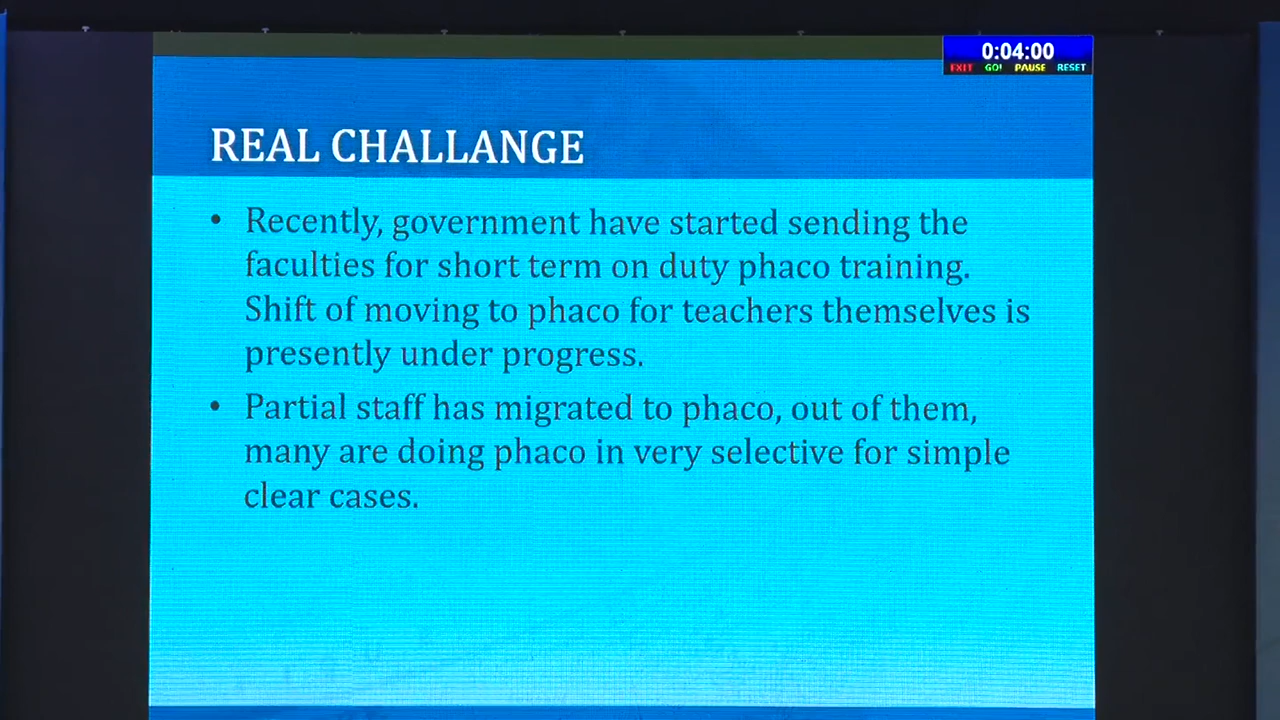 0:04:00
EXIT GO! PAUSE RESET
REAL CHALLANGE
• Recently, government have started sending the
faculties for short term on duty phaco training.
Shift of moving to phaco for teachers themselves is
presently under progress.
• Partial staff has migrated to phaco, out of them,
many are doing phaco in very selective for simple
clear cases.